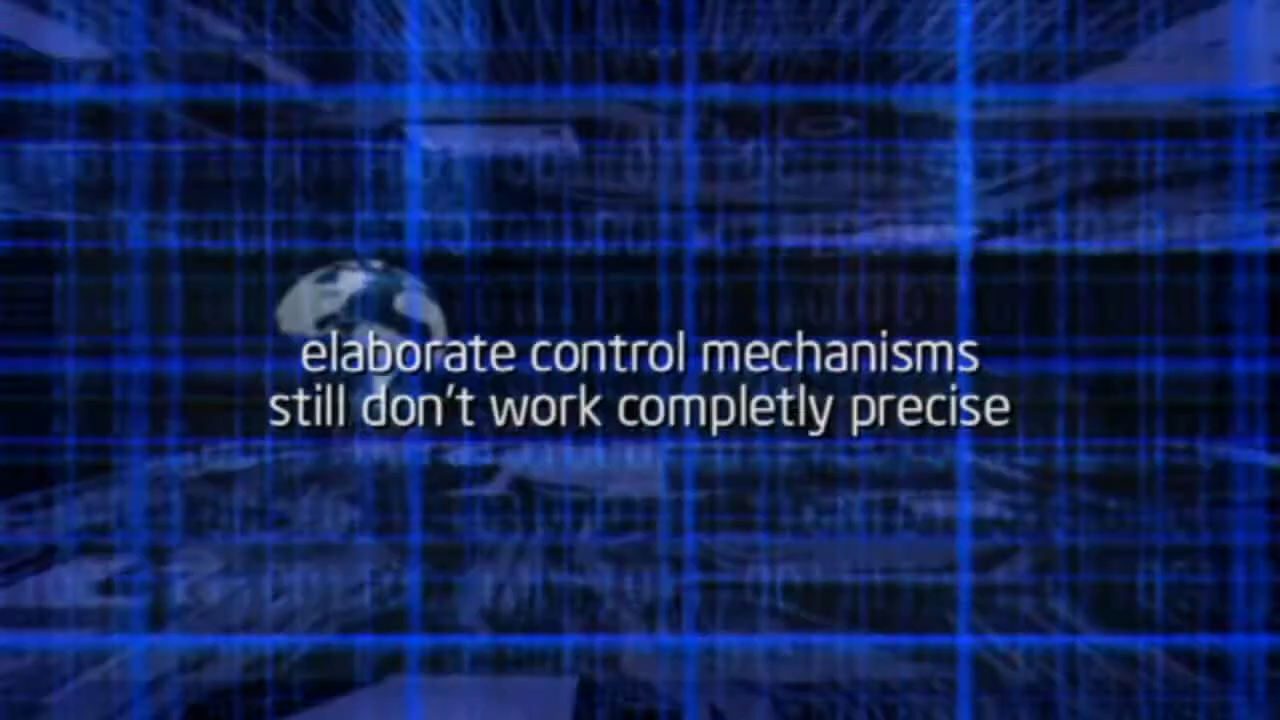 elaborate control mechanisms
still don't work completly precise